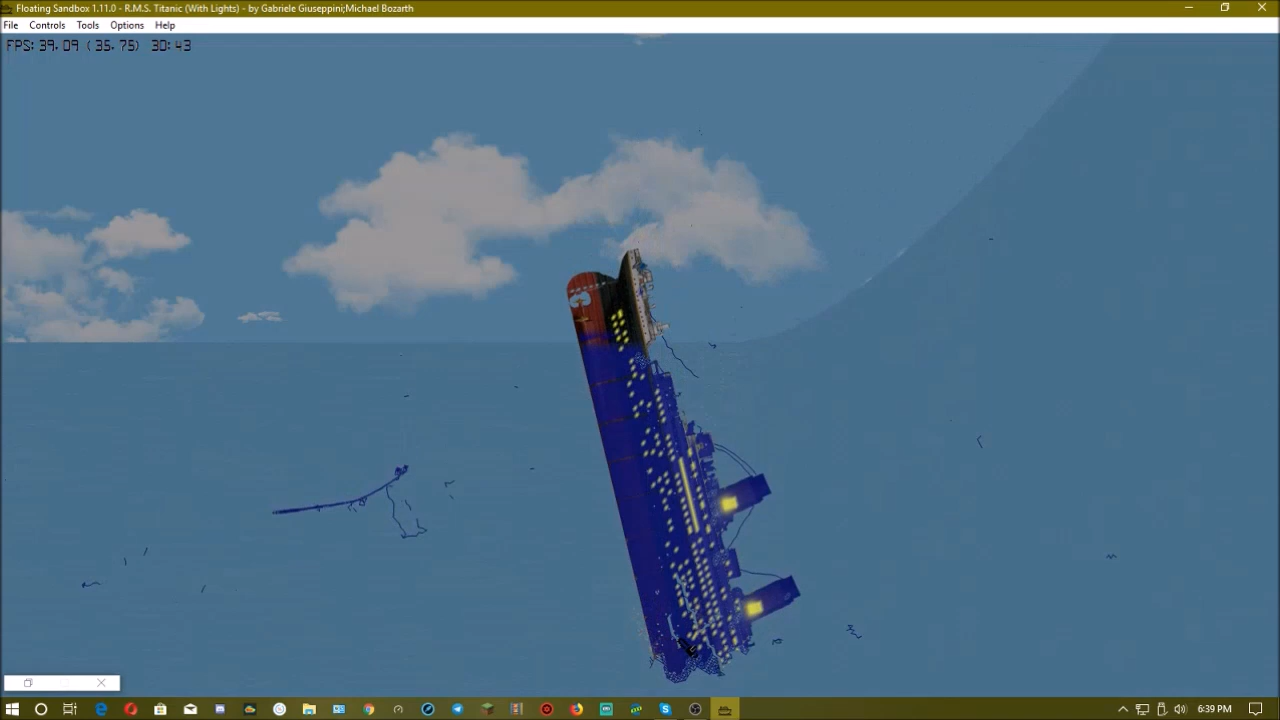 Floating Sandbox 1.11.0 - R.M.S. Titanic (With Lights) - by Gabriele Giuseppini;Michael Bozarth
File Controls Tools Options Help
FPS: 39.09 (35.75) 30:43
6:39 PM